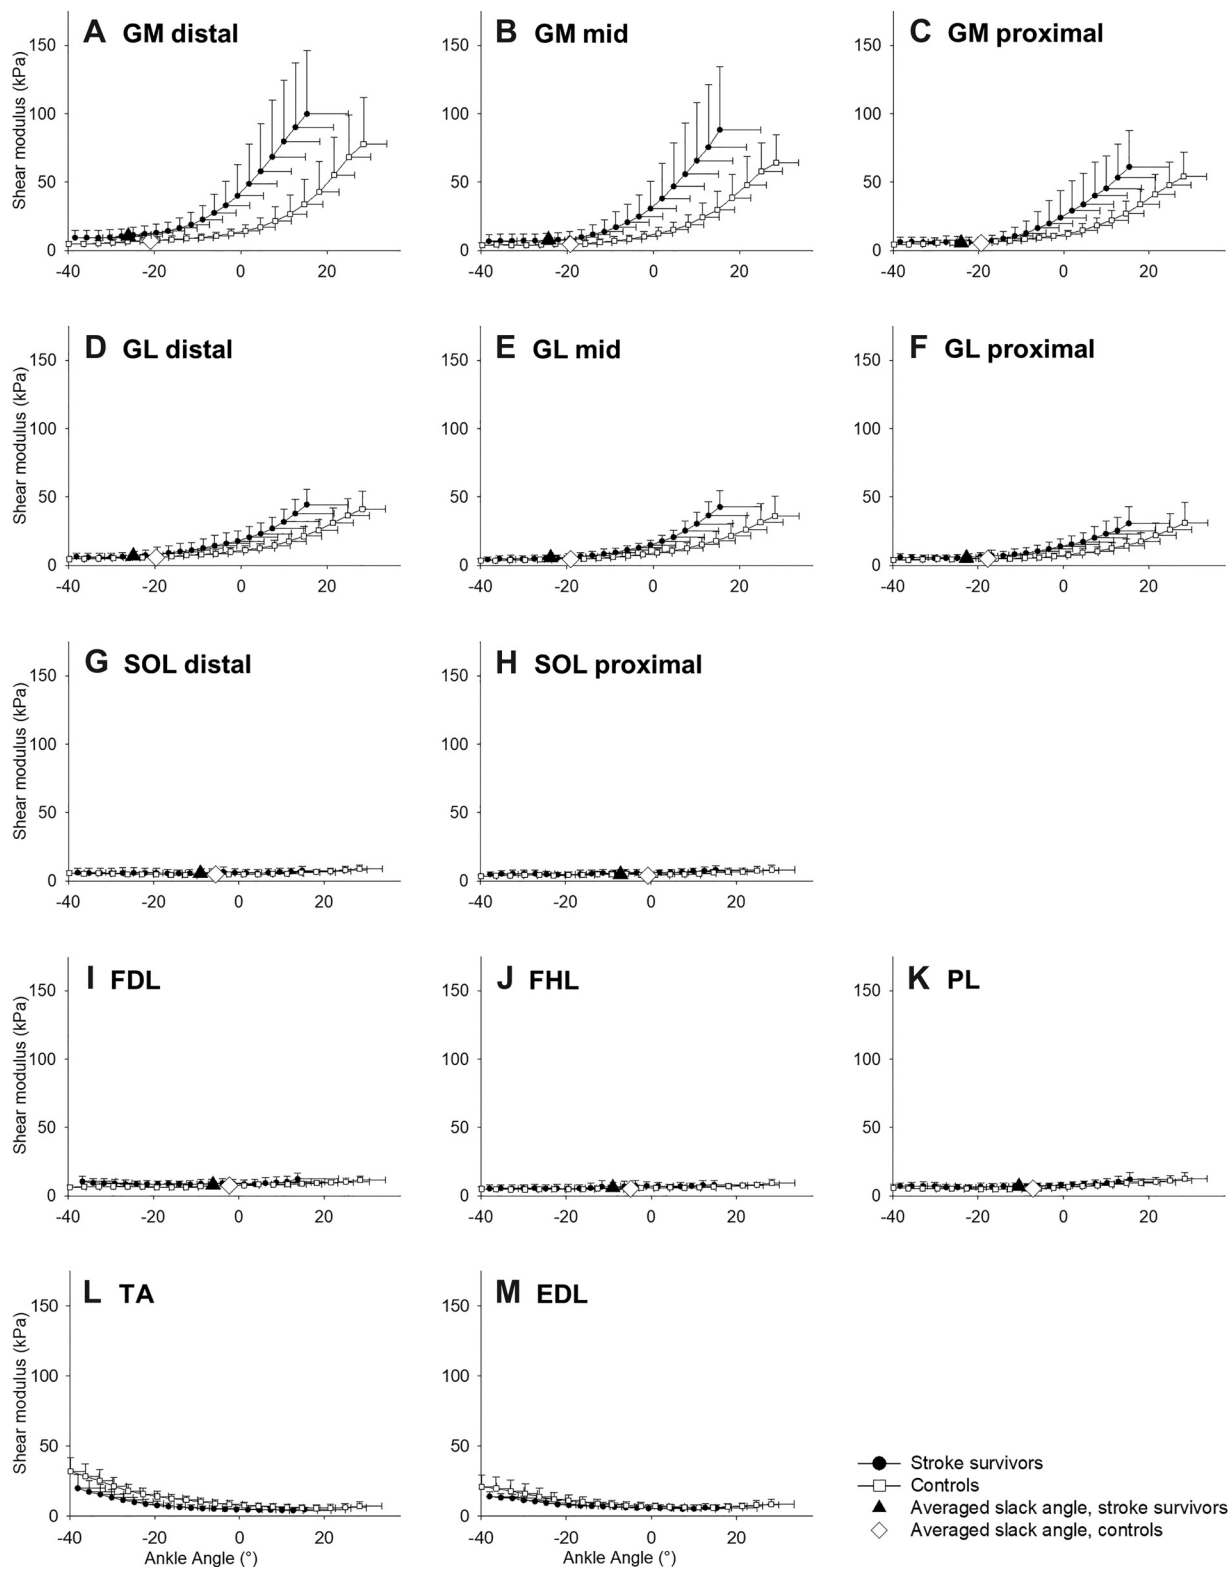 A GM distal
B GM mid
C GM proximal
Shear modulus (kPa)
150
100
50
0
-40 -20 0 20
150
100
50
0
-40 -20 0 20
150
100
50
0
-40 -20 0 20
D GL distal
E GL mid
F GL proximal
Shear modulus (kPa)
150
100
50
0
-40 -20 0 20
150
100
50
0
-40 -20 0 20
150
100
50
0
-40 -20 0 20
G SOL distal
H SOL proximal
Shear modulus (kPa)
150
100
50
0
-40 -20 0 20
150
100
50
0
-40 -20 0 20
I FDL
J FHL
K PL
Shear modulus (kPa)
150
100
50
0
-40 -20 0 20
150
100
50
0
-40 -20 0 20
150
100
50
0
-40 -20 0 20
L TA
M EDL
Shear modulus (kPa)
150
100
50
0
-40 -20 0 20
Ankle Angle (°)
150
100
50
0
-40 -20 0 20
Ankle Angle (°)
Stroke survivors
Controls
Averaged slack angle, stroke survivors
Averaged slack angle, controls